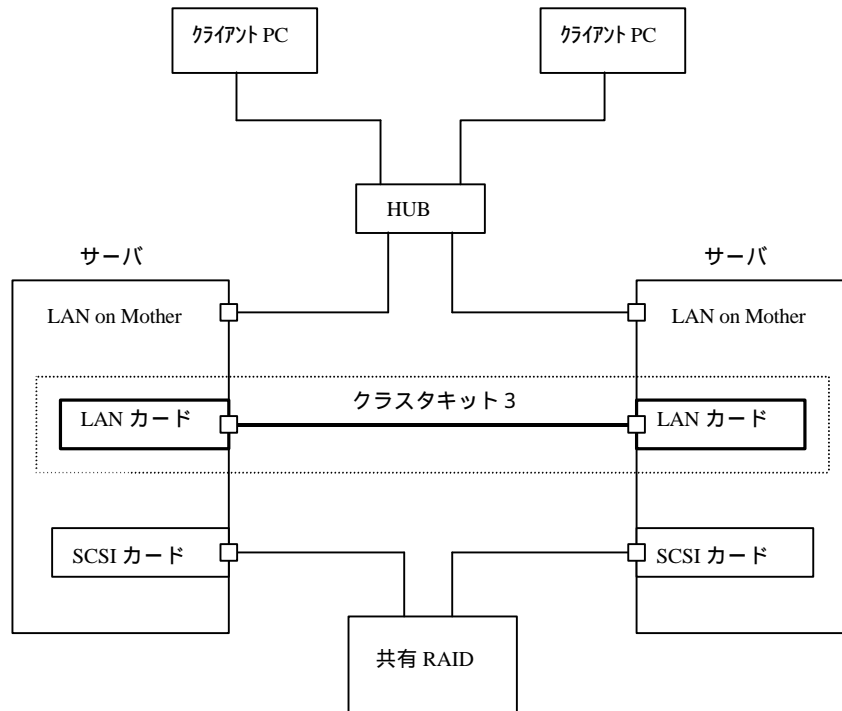 クライアント PC
クライアント PC
HUB
サーバ
サーバ
LAN on Mother
LAN on Mother
クラスタキット 3
LAN カード
LAN カード
SCSI カード
SCSI カード
共有 RAID